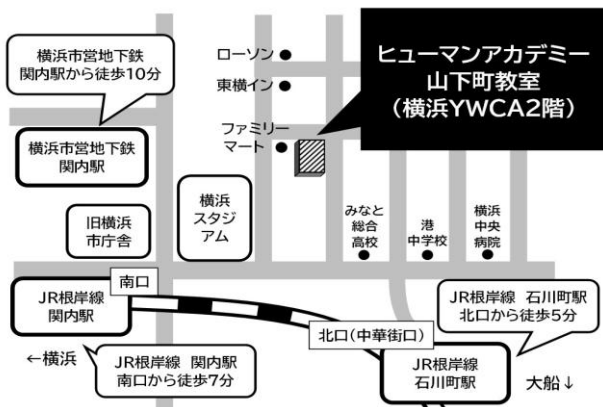 横浜市営地下鉄
関内駅から徒歩10分
ローソン
東横イン
ファミリー
マート
ヒューマンアカデミー
山下町教室
（横浜YWCA2階）
横浜市営地下鉄
関内駅
旧横浜
市庁舎
横浜
スタジ
アム
みなと
総合
高校
港
中学校
横浜
中央
病院
南口
JR根岸線
関内駅
北口（中華街口）
JR根岸線 石川町駅
北口から徒歩5分
←横浜
JR根岸線 関内駅
南口から徒歩7分
JR根岸線
石川町駅
大船↓